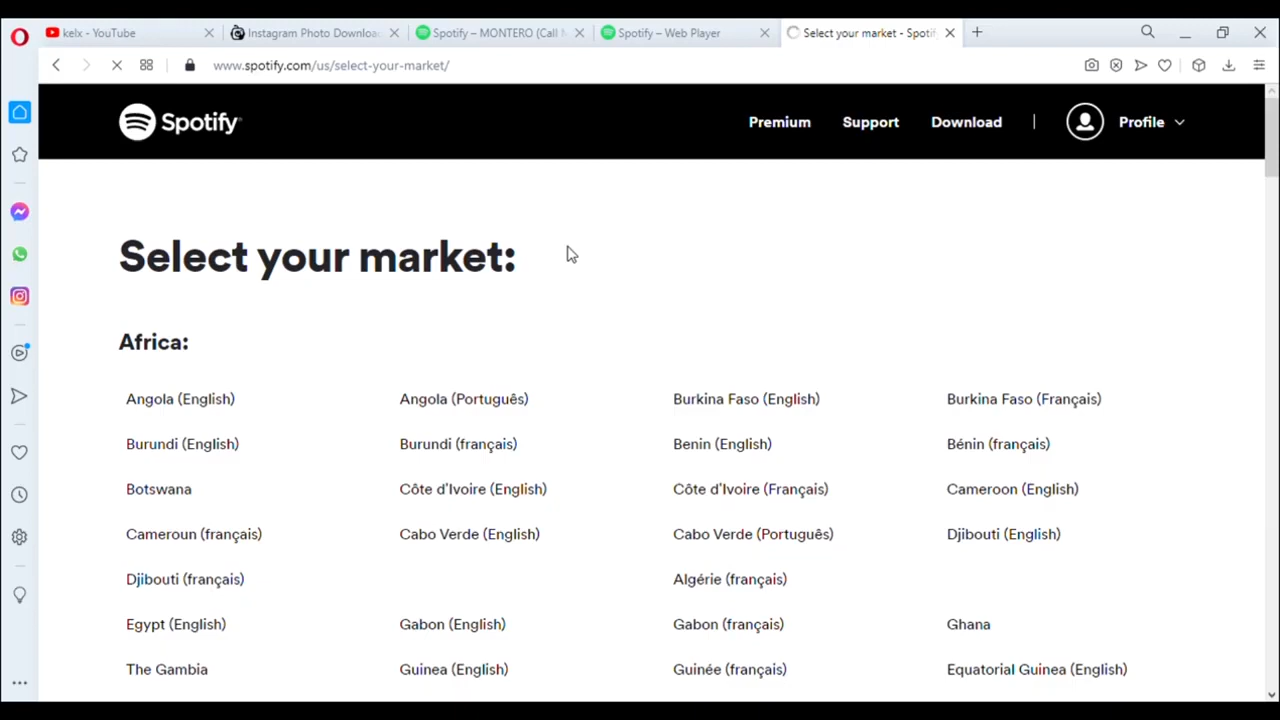 kelx - YouTube
Instagram Photo Downloa
Spotify – MONTERO (Call M
Spotify – Web Player
Select your market - Spotif
www.spotify.com/us/select-your-market/
Spotify
Premium
Support
Download
Profile
Select your market:
Africa:
Angola (English) Angola (Português) Burkina Faso (English) Burkina Faso (Français)
Burundi (English) Burundi (français) Benin (English) Bénin (français)
Botswana Côte d'Ivoire (English) Côte d'Ivoire (Français) Cameroon (English)
Cameroun (français) Cabo Verde (English) Cabo Verde (Português) Djibouti (English)
Djibouti (français) Algérie (français)
Egypt (English) Gabon (English) Gabon (français) Ghana
The Gambia Guinea (English) Guinée (français) Equatorial Guinea (English)